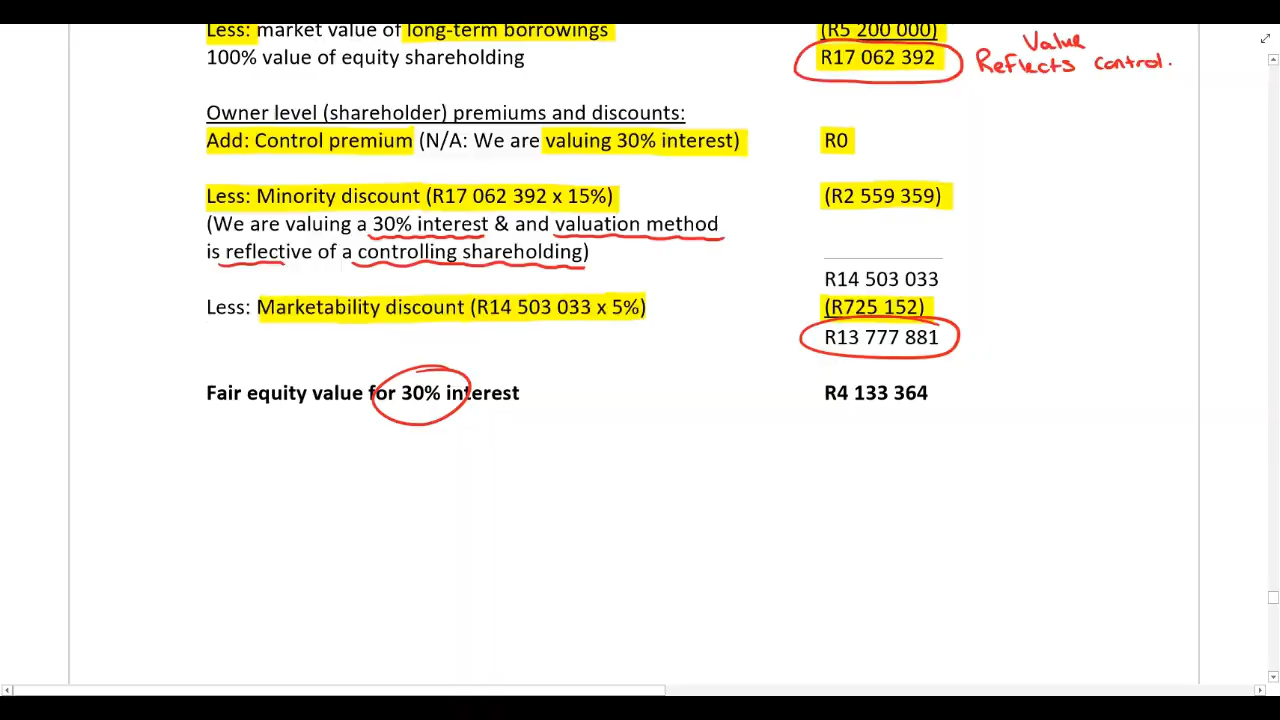 Less: market value of long-term borrowings (R5 200 000)
100% value of equity shareholding R17 062 392
Value
Reflects control.
Owner level (shareholder) premiums and discounts:
Add: Control premium (N/A: We are valuing 30% interest) R0
Less: Minority discount (R17 062 392 x 15%) (R2 559 359)
(We are valuing a 30% interest & and valuation method
is reflective of a controlling shareholding)
R14 503 033
Less: Marketability discount (R14 503 033 x 5%) (R725 152)
R13 777 881
Fair equity value for 30% interest R4 133 364